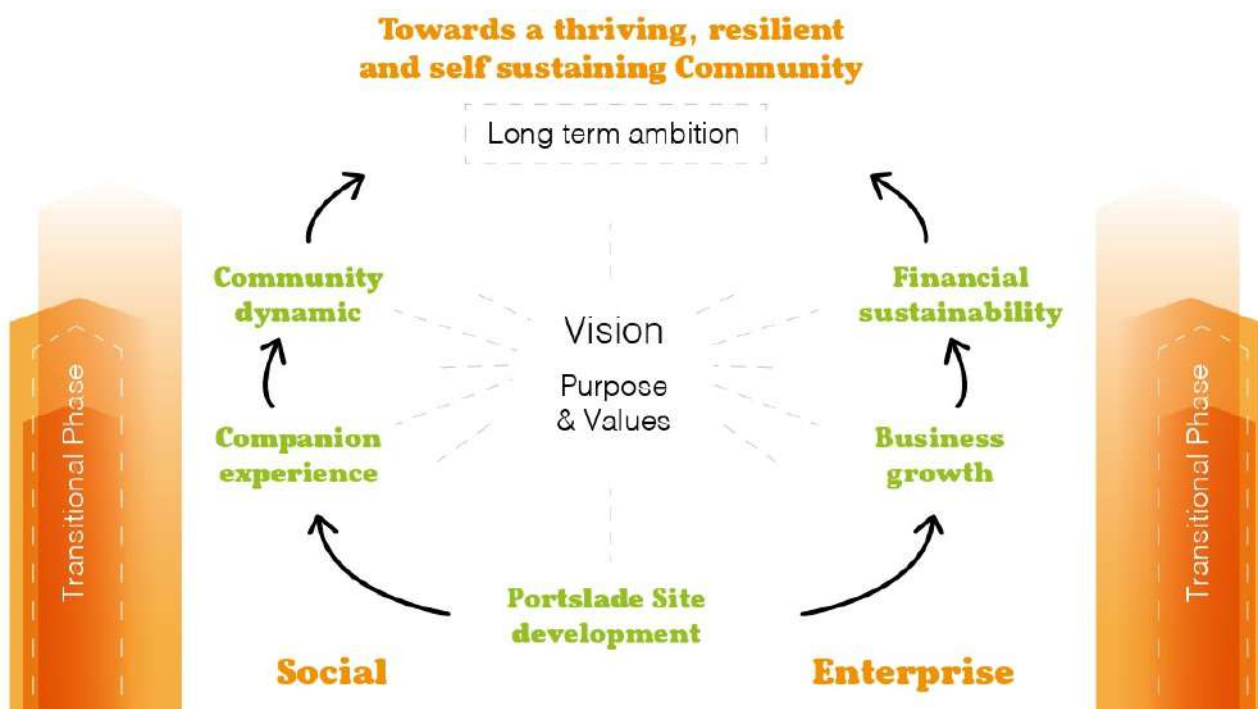 Towards a thriving, resilient
and self sustaining Community
Long term ambition
Community
dynamic
Financial
sustainability
Vision
Purpose
& Values
Companion
experience
Business
growth
Transitional Phase
Transitional Phase
Portslade Site
development
Social
Enterprise